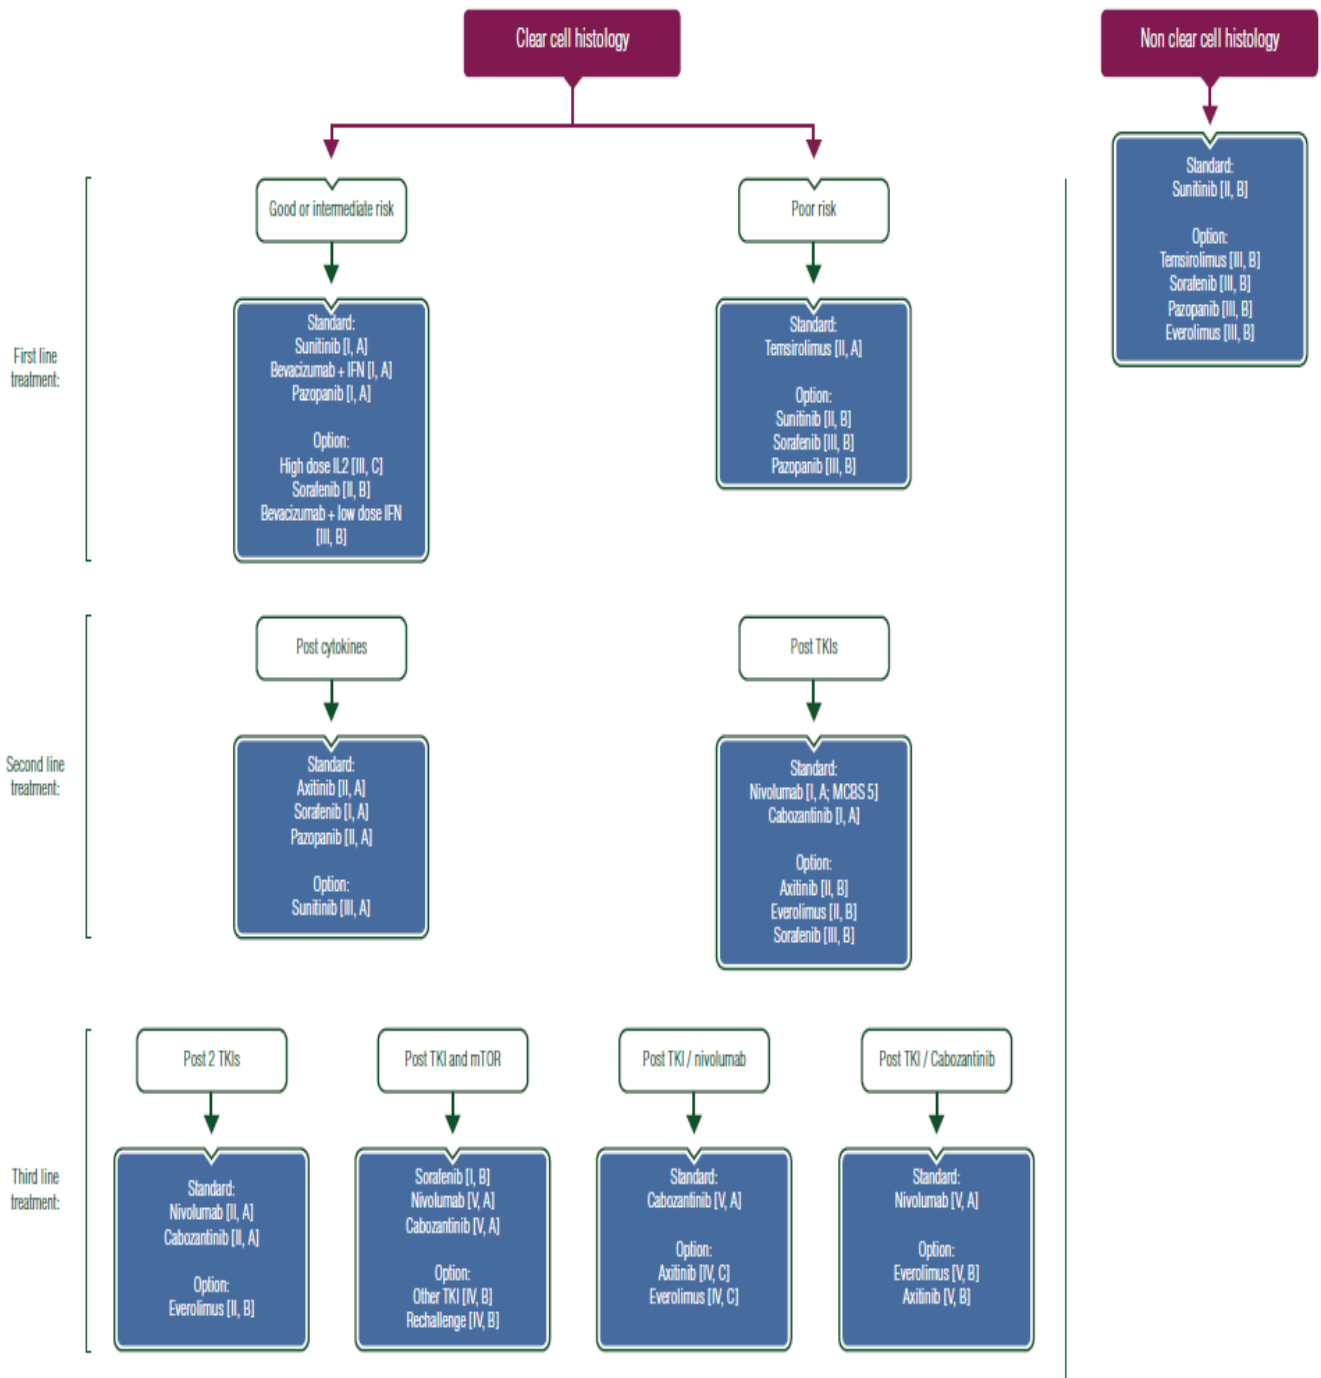 Clear cell histology
Non clear cell histology
Standard:
Sunitinib [II, B]
Option:
Temsirolimus [III, B]
Sorafenib [III, B]
Pazopanib [III, B]
Everolimus [III, B]
First line
treatment:
Good or intermediate risk
Standard:
Sunitinib [I, A]
Bevacizumab + IFN [I, A]
Pazopanib [I, A]
Option:
High dose IL2 [III, C]
Sorafenib [II, B]
Bevacizumab + low dose IFN
[III, B]
Poor risk
Standard:
Temsirolimus [II, A]
Option:
Sunitinib [II, B]
Sorafenib [III, B]
Pazopanib [III, B]
Second line
treatment:
Post cytokines
Standard:
Axitinib [II, A]
Sorafenib [I, A]
Pazopanib [II, A]
Option:
Sunitinib [III, A]
Post TKIs
Standard:
Nivolumab [I, A; MCBS 5]
Cabozantinib [I, A]
Option:
Axitinib [II, B]
Everolimus [II, B]
Sorafenib [III, B]
Third line
treatment:
Post 2 TKIs
Standard:
Nivolumab [II, A]
Cabozantinib [II, A]
Option:
Everolimus [II, B]
Post TKI and mTOR
Sorafenib [I, B]
Nivolumab [V, A]
Cabozantinib [V, A]
Option:
Other TKI [IV, B]
Rechallenge [IV, B]
Post TKI / nivolumab
Standard:
Cabozantinib [V, A]
Option:
Axitinib [IV, C]
Everolimus [IV, C]
Post TKI / Cabozantinib
Standard:
Nivolumab [V, A]
Option:
Everolimus [V, B]
Axitinib [V, B]